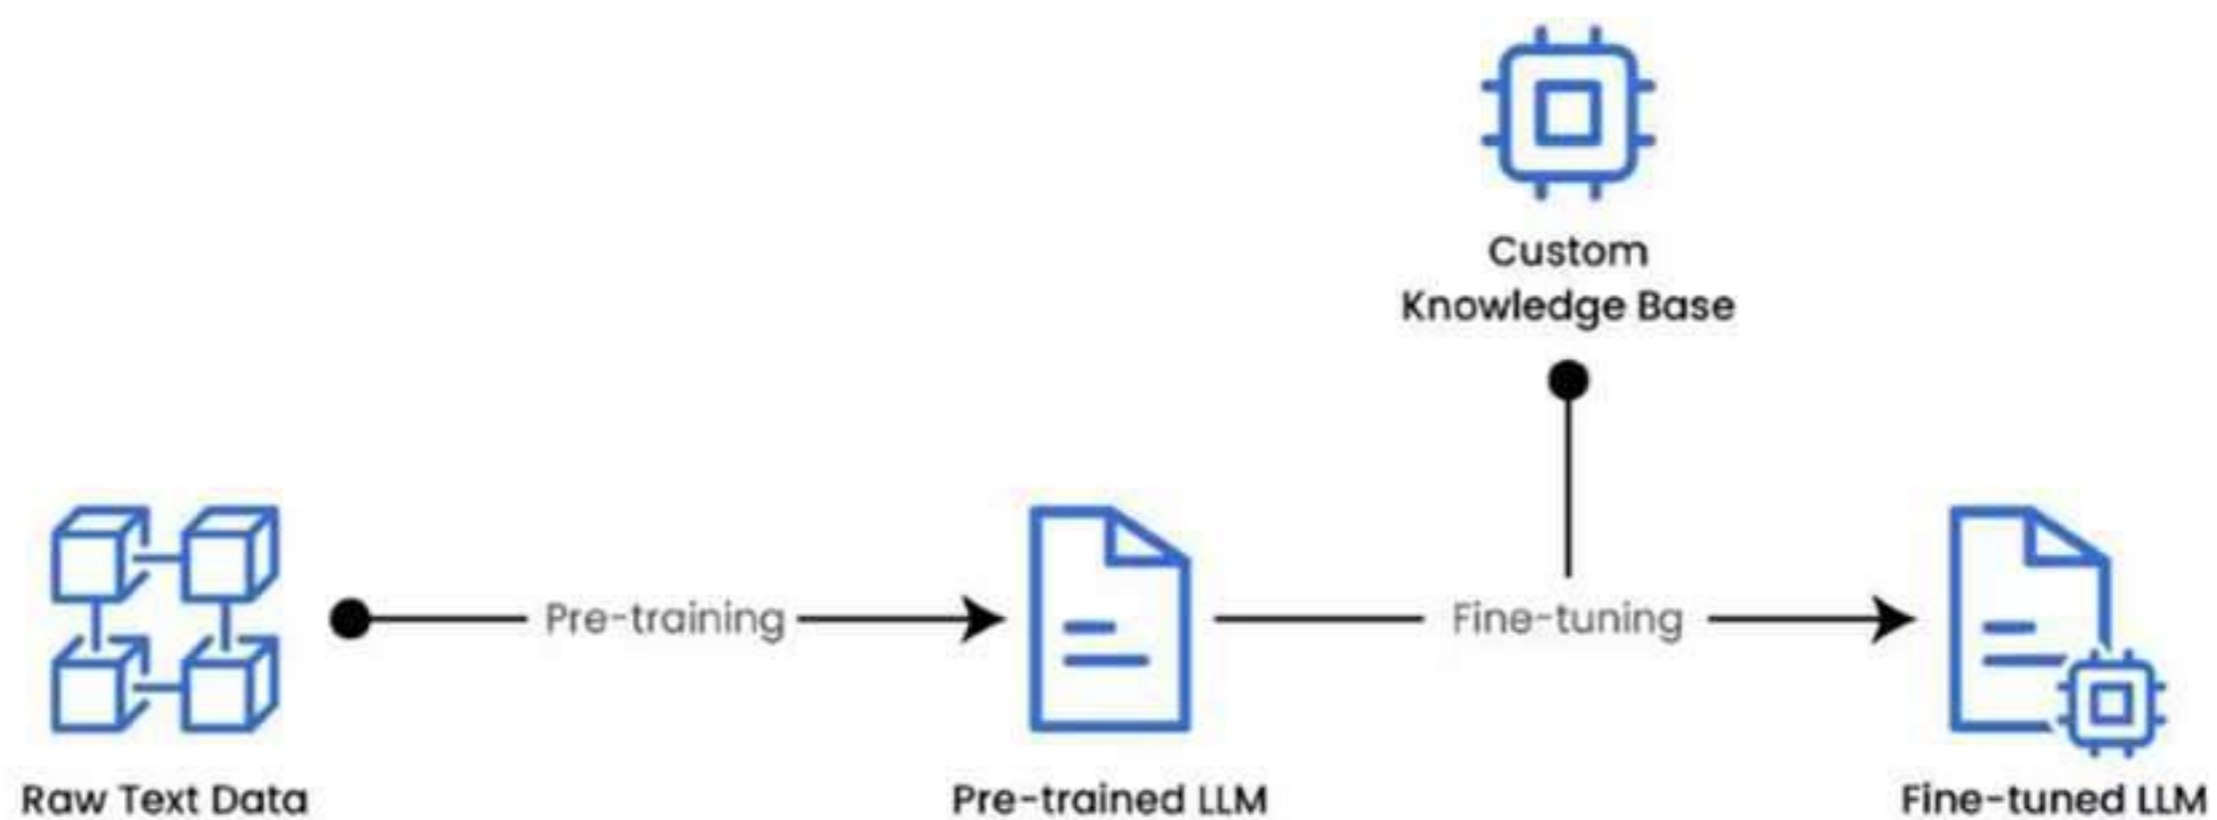 Custom
Knowledge Base
Pre-training
Fine-tuning
Raw Text Data
Pre-trained LLM
Fine-tuned LLM